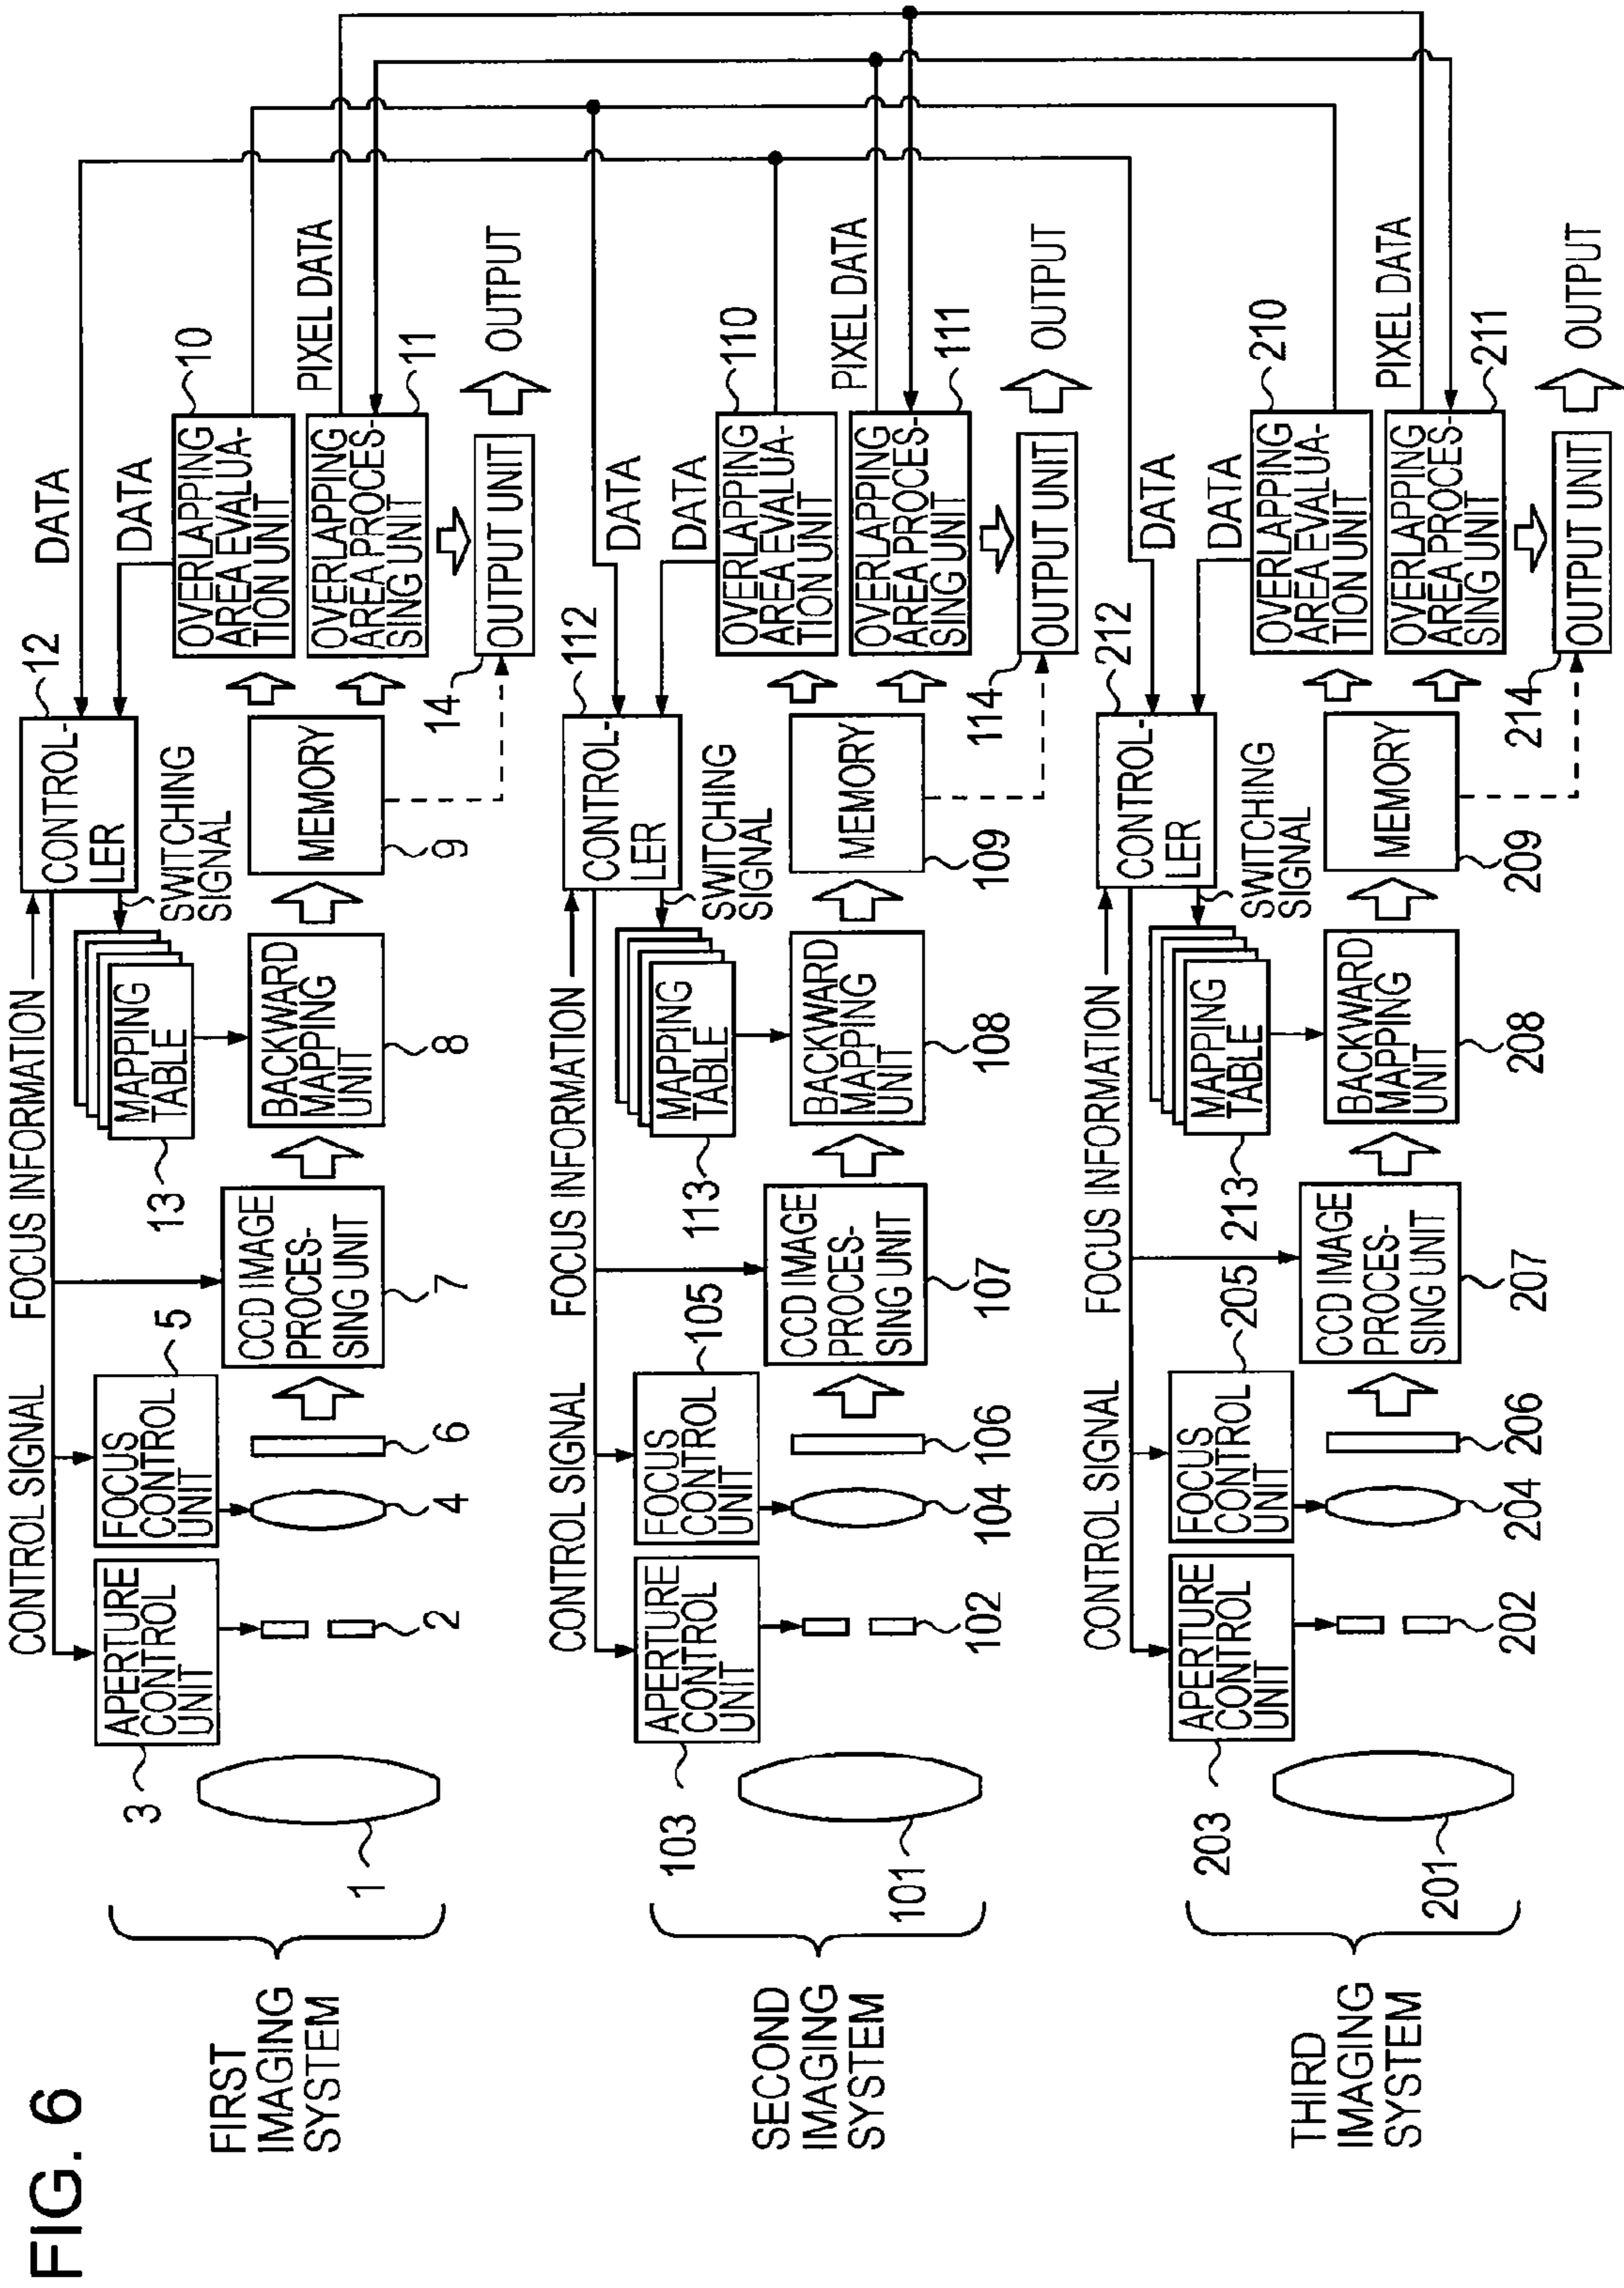 FIG. 6
FIRST
IMAGING
SYSTEM
1
3
APERTURE
CONTROL
UNIT
2
CONTROL SIGNAL
FOCUS
CONTROL
UNIT
5
4
6
FOCUS INFORMATION
CCD IMAGE
PROCES-
SING UNIT
7
13
MAPPING
TABLE
BACKWARD
MAPPING
UNIT
8
SWITCHING
SIGNAL
CONTROL-
LER
12
MEMORY
9
DATA
DATA
OVERLAPPING
AREA EVALUA-
TION UNIT
10
OVERLAPPING
AREA PROCES-
SING UNIT
11
PIXEL DATA
14
OUTPUT UNIT
OUTPUT
SECOND
IMAGING
SYSTEM
101
103
APERTURE
CONTROL
UNIT
102
CONTROL SIGNAL
FOCUS
CONTROL
UNIT
105
104
106
FOCUS INFORMATION
CCD IMAGE
PROCES-
SING UNIT
107
113
MAPPING
TABLE
BACKWARD
MAPPING
UNIT
108
SWITCHING
SIGNAL
CONTROL-
LER
112
MEMORY
109
DATA
DATA
OVERLAPPING
AREA EVALUA-
TION UNIT
110
OVERLAPPING
AREA PROCES-
SING UNIT
111
PIXEL DATA
114
OUTPUT UNIT
OUTPUT
THIRD
IMAGING
SYSTEM
201
203
APERTURE
CONTROL
UNIT
202
CONTROL SIGNAL
FOCUS
CONTROL
UNIT
205
204
206
FOCUS INFORMATION
CCD IMAGE
PROCES-
SING UNIT
207
213
MAPPING
TABLE
BACKWARD
MAPPING
UNIT
208
SWITCHING
SIGNAL
CONTROL-
LER
212
MEMORY
209
DATA
DATA
OVERLAPPING
AREA EVALUA-
TION UNIT
210
OVERLAPPING
AREA PROCES-
SING UNIT
211
PIXEL DATA
214
OUTPUT UNIT
OUTPUT